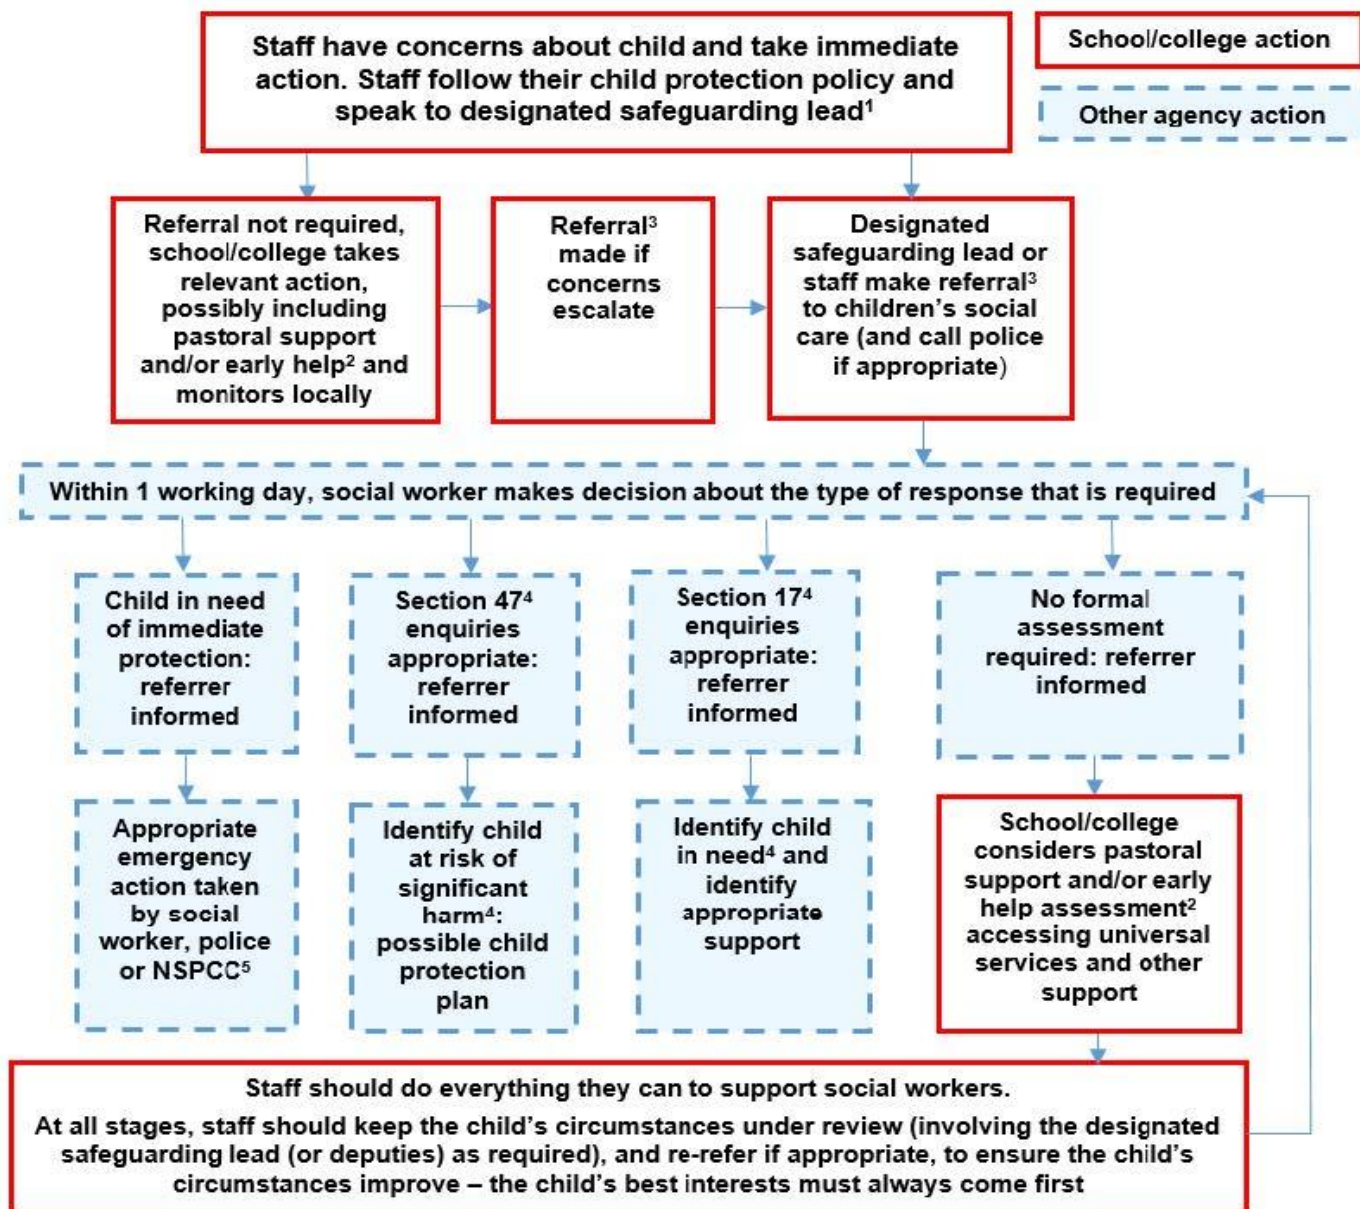 Staff have concerns about child and take immediate
action. Staff follow their child protection policy and
speak to designated safeguarding lead¹
School/college action
Other agency action
Referral not required,
school/college takes
relevant action,
possibly including
pastoral support
and/or early help² and
monitors locally
Referral³
made if
concerns
escalate
Designated
safeguarding lead or
staff make referral³
to children’s social
care (and call police
if appropriate)
Within 1 working day, social worker makes decision about the type of response that is required
Child in need
of immediate
protection:
referrer
informed
Section 47⁴
enquiries
appropriate:
referrer
informed
Section 17⁴
enquiries
appropriate:
referrer
informed
No formal
assessment
required: referrer
informed
Appropriate
emergency
action taken
by social
worker, police
or NSPCC⁵
Identify child
at risk of
significant
harm⁴:
possible child
protection
plan
Identify child
in need⁴ and
identify
appropriate
support
School/college
considers pastoral
support and/or early
help assessment²
accessing universal
services and other
support
Staff should do everything they can to support social workers.
At all stages, staff should keep the child’s circumstances under review (involving the designated
safeguarding lead (or deputies) as required), and re-refer if appropriate, to ensure the child’s
circumstances improve – the child’s best interests must always come first